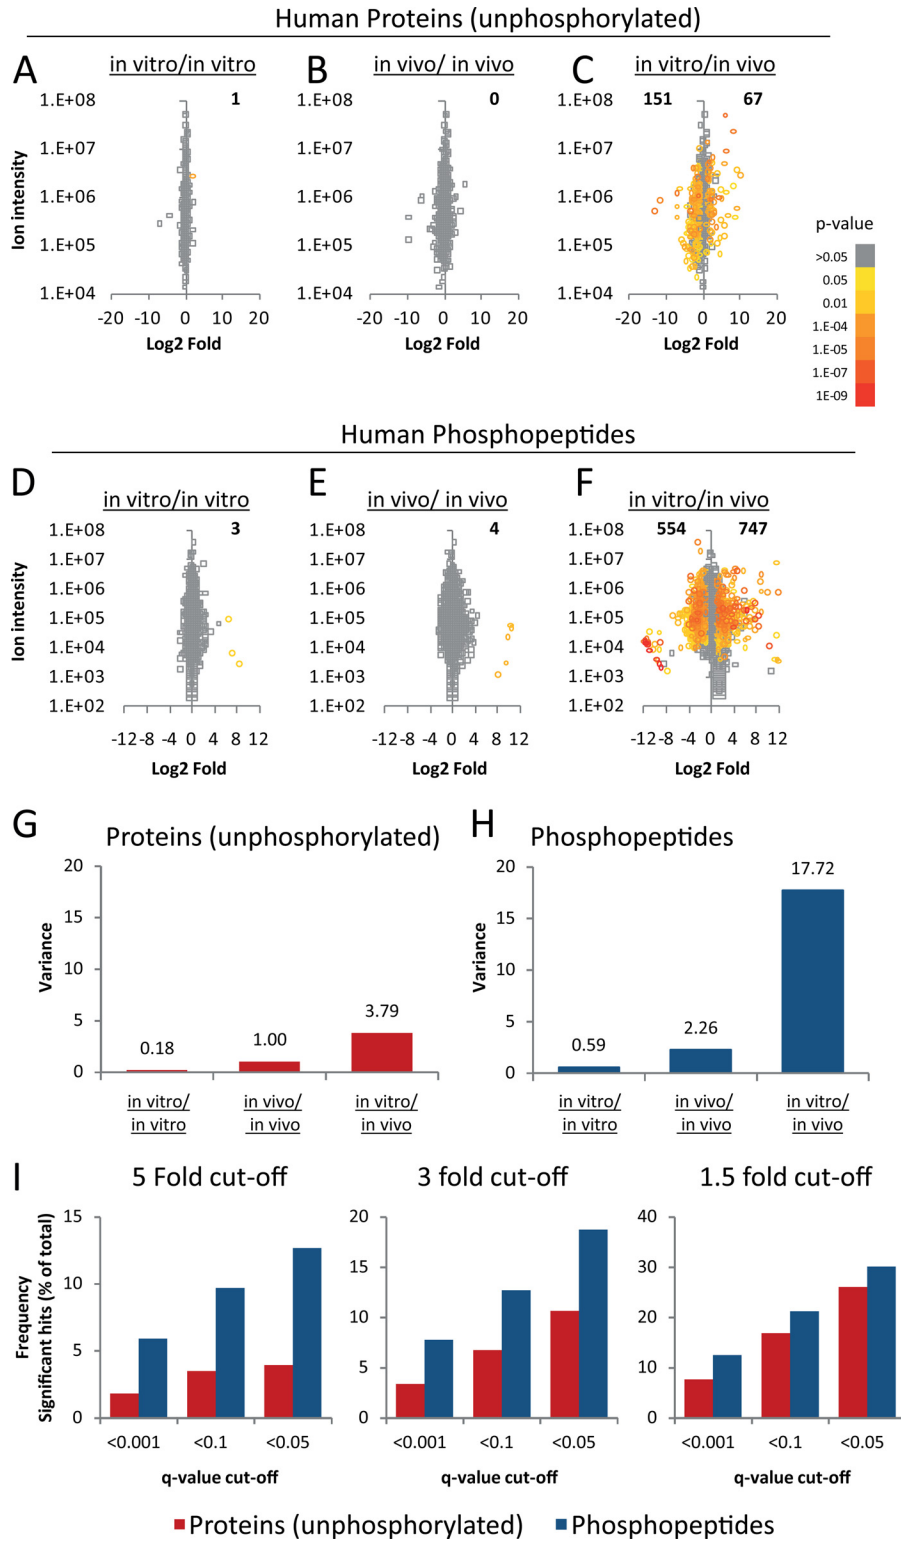 Human Proteins (unphosphorylated)
A B C
in vitro/in vitro in vivo/ in vivo in vitro/in vivo
1 0 151 67
1.E+08 1.E+08 1.E+08
1.E+07 1.E+07 1.E+07
1.E+06 1.E+06 1.E+06
1.E+05 1.E+05 1.E+05
1.E+04 1.E+04 1.E+04
Ion intensity
-20 -10 0 10 20 -20 -10 0 10 20 -20 -10 0 10 20
Log2 Fold Log2 Fold Log2 Fold
p-value
>0.05
0.05
0.01
1.E-04
1.E-05
1.E-07
1E-09
Human Phosphopeptides
D E F
in vitro/in vitro in vivo/ in vivo in vitro/in vivo
3 4 554 747
1.E+08 1.E+08 1.E+08
1.E+07 1.E+07 1.E+07
1.E+06 1.E+06 1.E+06
1.E+05 1.E+05 1.E+05
1.E+04 1.E+04 1.E+04
1.E+03 1.E+03 1.E+03
1.E+02 1.E+02 1.E+02
Ion intensity
-12 -8 -4 0 4 8 12 -12 -8 -4 0 4 8 12 -12 -8 -4 0 4 8 12
Log2 Fold Log2 Fold Log2 Fold
G H
Proteins (unphosphorylated) Phosphopeptides
20 20
15 15
10 10
5 5
0 0
Variance Variance
0.18 1.00 3.79 0.59 2.26 17.72
in vitro/ in vivo/ in vitro/ in vitro/ in vivo/ in vitro/
in vitro in vivo in vivo in vitro in vivo in vivo
I
5 Fold cut-off 3 fold cut-off 1.5 fold cut-off
Frequency
Significant hits (% of total)
15 20 40
10 15 30
5 10 20
0 5 10
0 0
<0.001 <0.1 <0.05 <0.001 <0.1 <0.05 <0.001 <0.1 <0.05
q-value cut-off q-value cut-off q-value cut-off
Proteins (unphosphorylated) Phosphopeptides